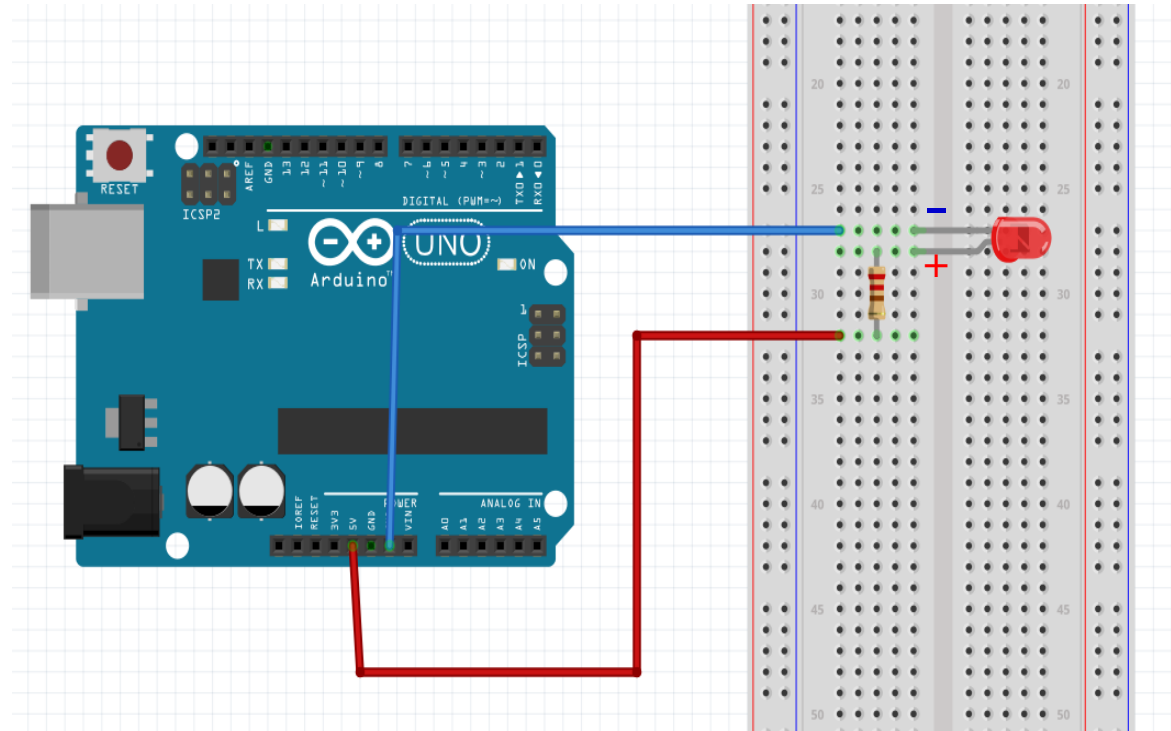 20 20
RESET
ICSP2
AREF
GND
13
12
~11
~10
~9
8
7
~6
~5
4
~3
2
TX0 ▶ 1
RX0 ◀ 0
DIGITAL (PWM=~)
25 25
−
L
TX
RX
UNO
Arduino™
ON
+
1
ICSP
30 30
35 35
40 40
POWER
ANALOG IN
IOREF
RESET
3V3
5V
GND
VIN
A0
A1
A2
A3
A4
A5
45 45
50 50